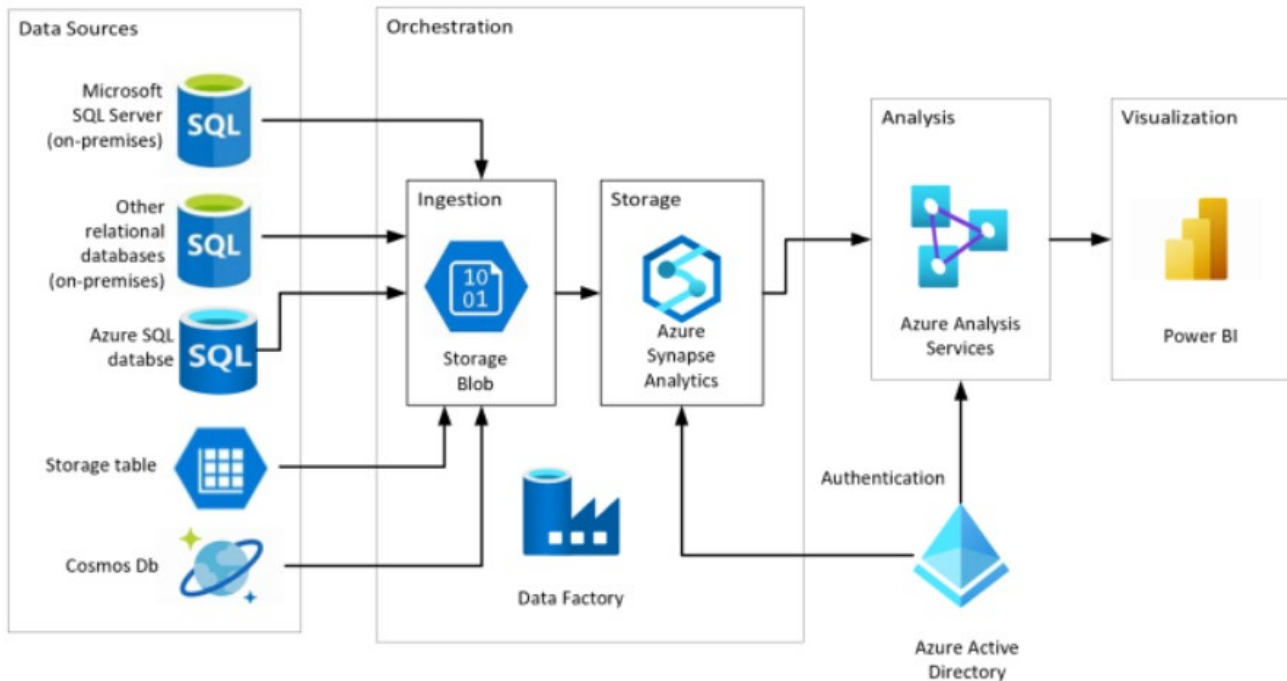 Data Sources
Microsoft
SQL Server
(on-premises)
SQL
Other
relational
databases
(on-premises)
SQL
Azure SQL
databse
SQL
Storage table
Cosmos Db
Orchestration
Ingestion
10
01
Storage
Blob
Storage
Azure
Synapse
Analytics
Data Factory
Analysis
Azure Analysis
Services
Visualization
Power BI
Authentication
Azure Active
Directory